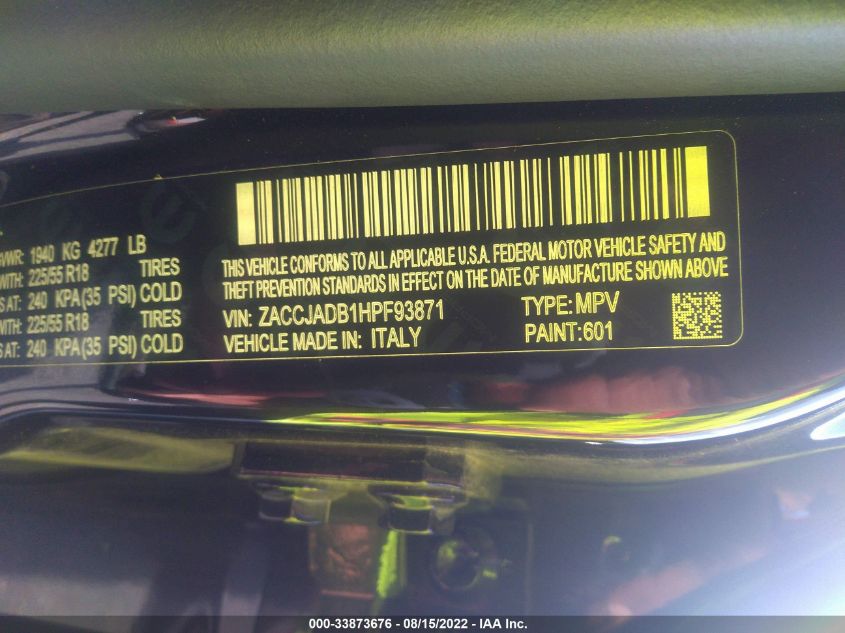 1940 KG 4277 LB
WITH: 225/55 R18 TIRES
AT: 240 KPA(35 PSI) COLD
WITH: 225/55 R18 TIRES
AT: 240 KPA(35 PSI) COLD
THIS VEHICLE CONFORMS TO ALL APPLICABLE U.S.A. FEDERAL MOTOR VEHICLE SAFETY AND
THEFT PREVENTION STANDARDS IN EFFECT ON THE DATE OF MANUFACTURE SHOWN ABOVE
VIN: ZACCJADB1HPF93871 TYPE: MPV
VEHICLE MADE IN: ITALY PAINT:601
000-33873676 - 08/15/2022 - IAA Inc.